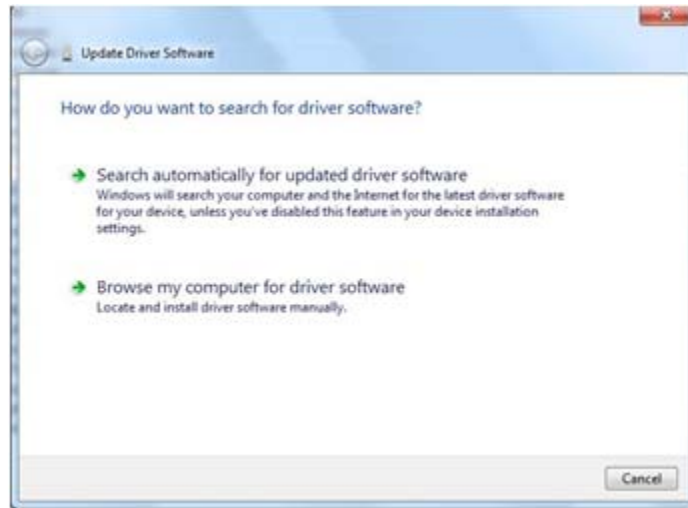 Update Driver Software
How do you want to search for driver software?
Search automatically for updated driver software
Windows will search your computer and the Internet for the latest driver software
for your device, unless you've disabled this feature in your device installation
settings.
Browse my computer for driver software
Locate and install driver software manually.
Cancel